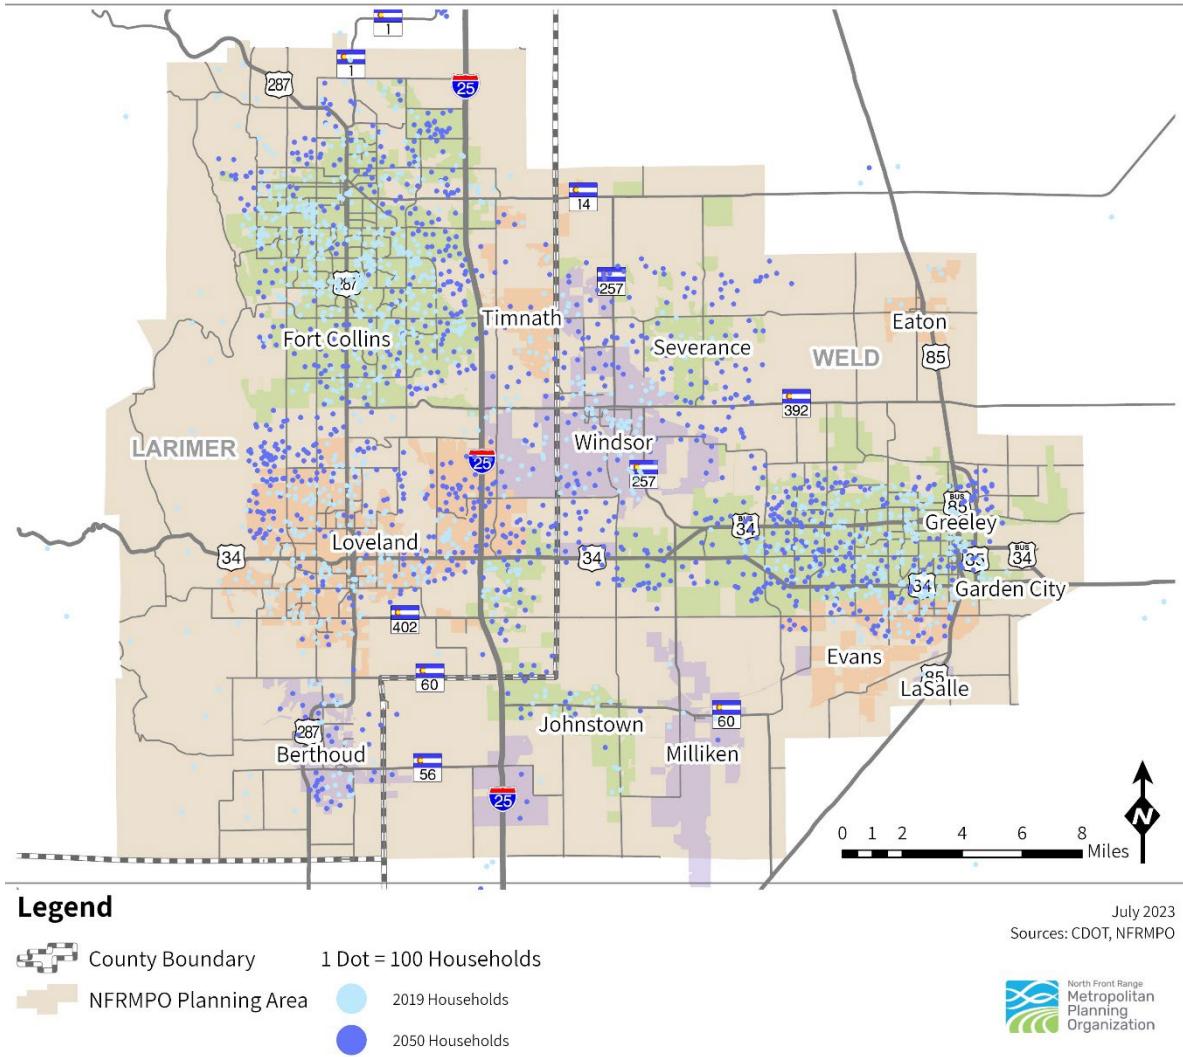 1
1
287
25
14
287
257
Timnath
Eaton
Fort Collins
Severance
WELD
85
392
LARIMER
Windsor
25
257
BUS
85
BUS
34
Greeley
Loveland
34
34
85
BUS
34
34
Garden City
402
Evans
60
85
LaSalle
60
287
Johnstown
Berthoud
Milliken
56
25
N
0 1 2 4 6 8
Miles
Legend
County Boundary
NFRMPO Planning Area
1 Dot = 100 Households
2019 Households
2050 Households
July 2023
Sources: CDOT, NFRMPO
North Front Range
Metropolitan
Planning
Organization